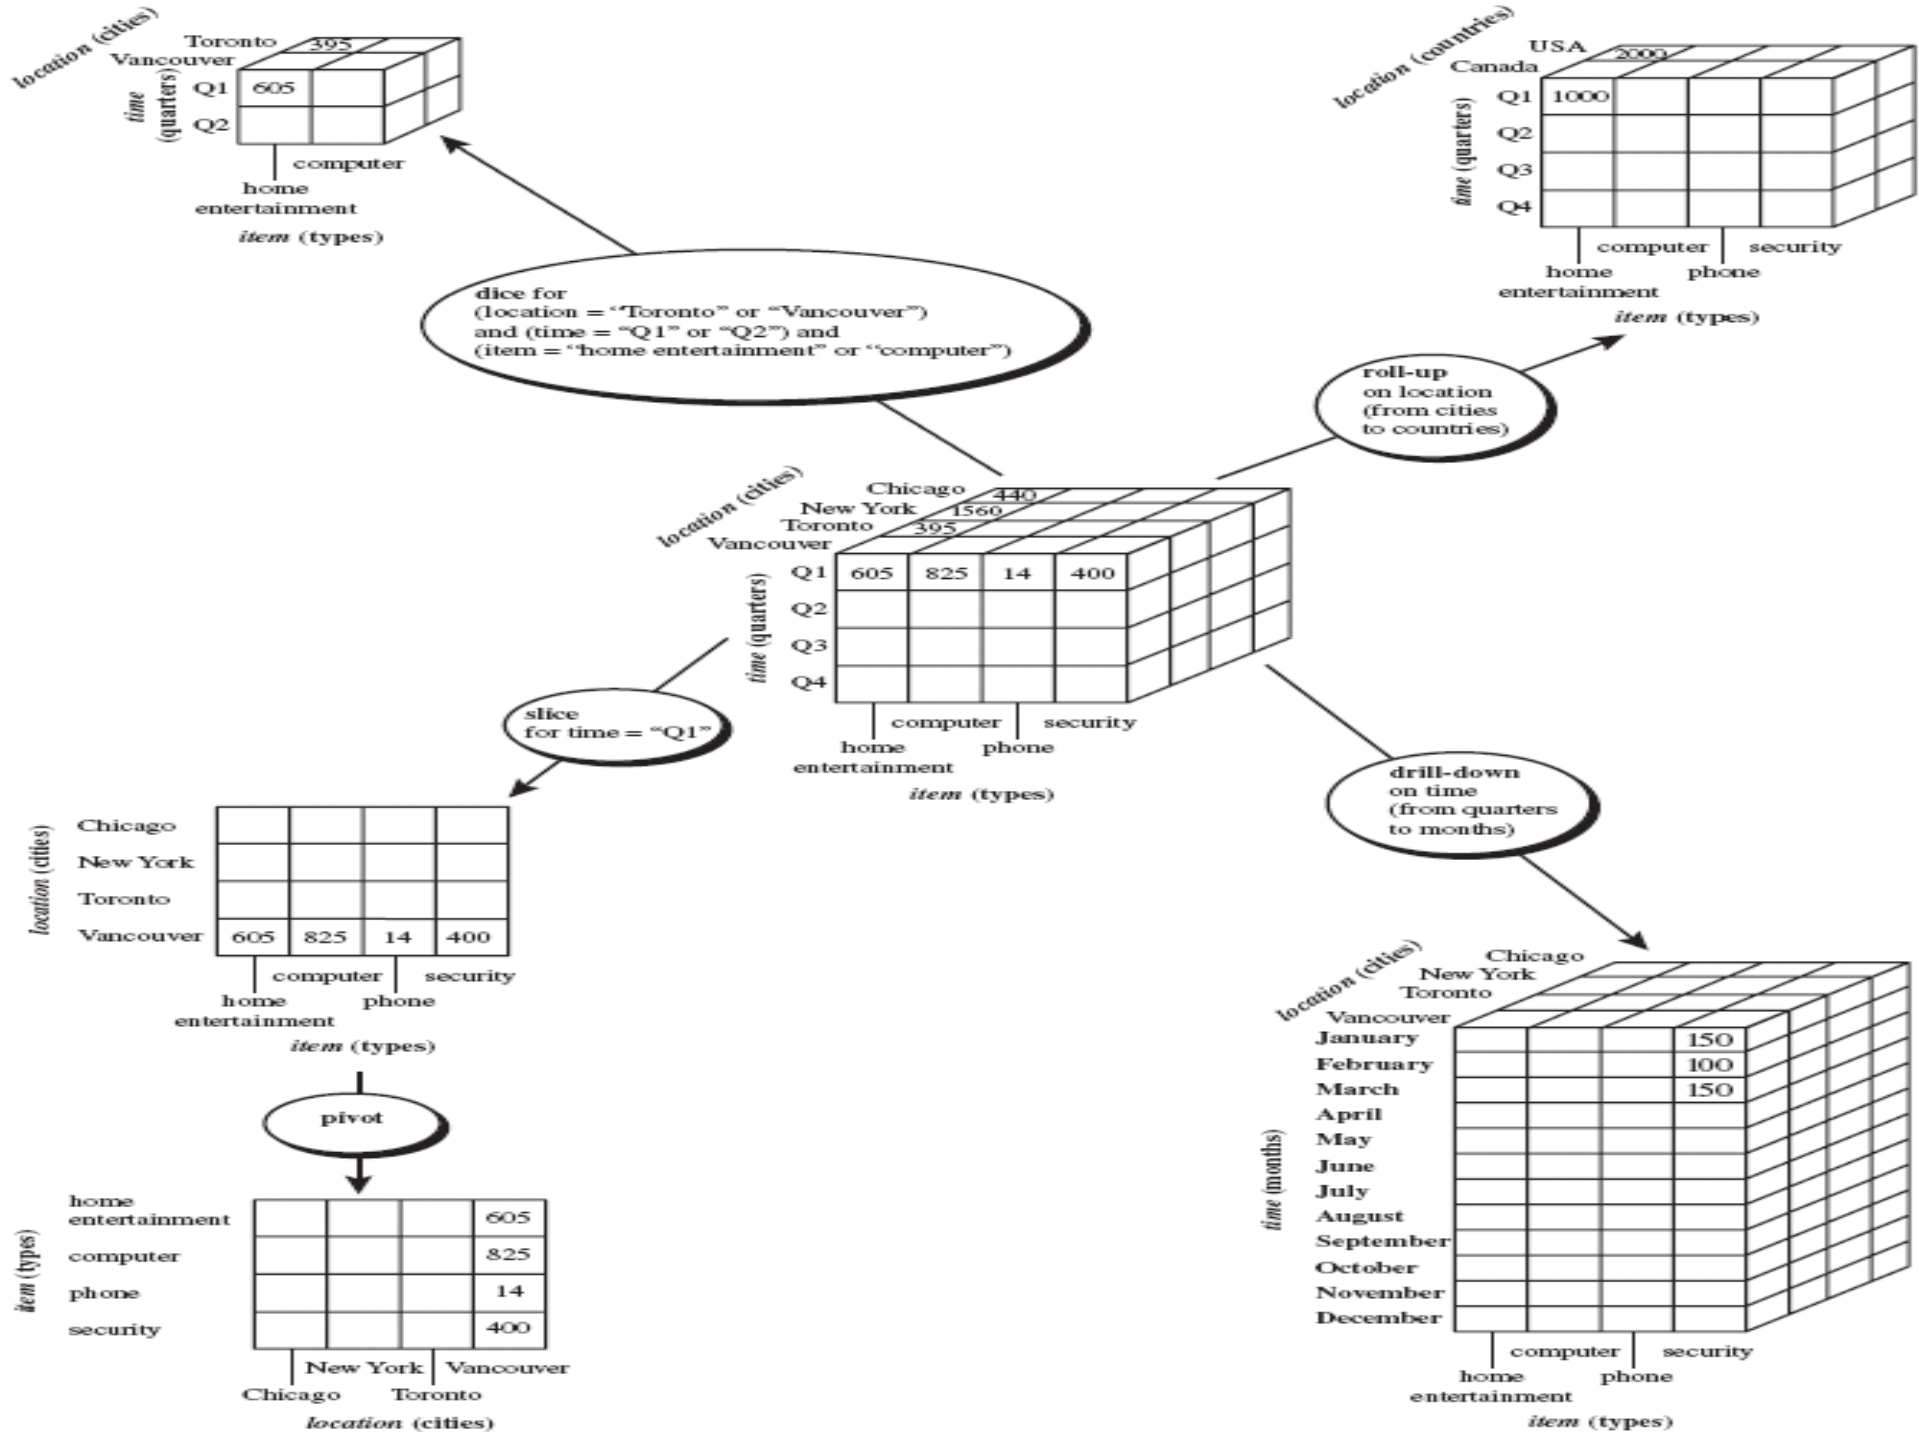 location (cities)
Toronto
395
Vancouver
time
(quarters)
Q1
605
Q2
computer
home
entertainment
item (types)
location (countries)
USA
2000
Canada
time (quarters)
Q1
1000
Q2
Q3
Q4
computer
security
home
phone
entertainment
item (types)
dice for
(location = “Toronto” or “Vancouver”)
and (time = “Q1” or “Q2”) and
(item = “home entertainment” or “computer”)
roll-up
on location
(from cities
to countries)
location (cities)
Chicago
440
New York
1560
Toronto
395
Vancouver
time (quarters)
Q1
605 825 14 400
Q2
Q3
Q4
computer
security
home
phone
entertainment
item (types)
slice
for time = “Q1”
drill-down
on time
(from quarters
to months)
location (cities)
Chicago
New York
Toronto
Vancouver
605 825 14 400
computer
security
home
phone
entertainment
item (types)
pivot
item (types)
home
entertainment
605
computer
825
phone
14
security
400
New York
Vancouver
Chicago
Toronto
location (cities)
location (cities)
Chicago
New York
Toronto
Vancouver
time (months)
January
150
February
100
March
150
April
May
June
July
August
September
October
November
December
computer
security
home
phone
entertainment
item (types)